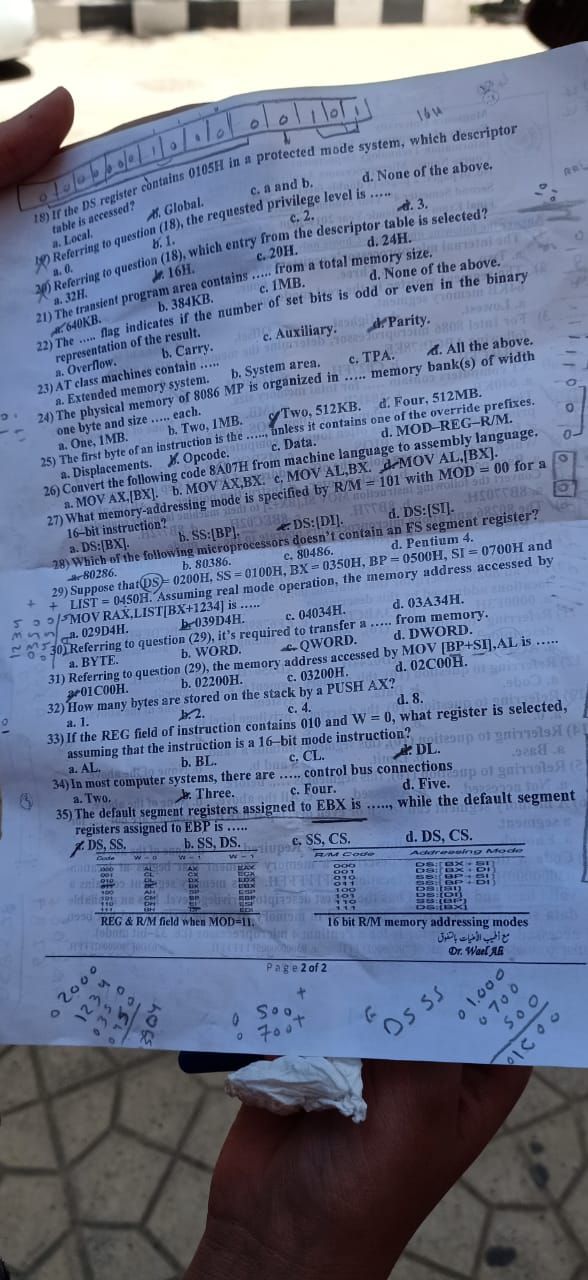 0 0 0 0 0 0 0 1 0 0 0 0 0 1 0 1
18) If the DS register contains 0105H in a protected mode system, which descriptor
table is accessed?
a. Local. b. Global. c. a and b. d. None of the above.
19) Referring to question (18), the requested privilege level is .....
a. 0. b. 1. c. 2. d. 3.
20) Referring to question (18), which entry from the descriptor table is selected?
a. 32H. b. 16H. c. 20H. d. 24H.
21) The transient program area contains ..... from a total memory size.
a. 640KB. b. 384KB. c. 1MB. d. None of the above.
22) The ..... flag indicates if the number of set bits is odd or even in the binary
representation of the result.
a. Overflow. b. Carry. c. Auxiliary. d. Parity.
23) AT class machines contain .....
a. Extended memory system. b. System area. c. TPA. d. All the above.
24) The physical memory of 8086 MP is organized in ..... memory bank(s) of width
one byte and size ..... each.
a. One, 1MB. b. Two, 1MB. c. Two, 512KB. d. Four, 512MB.
25) The first byte of an instruction is the ....., unless it contains one of the override prefixes.
a. Displacements. b. Opcode. c. Data. d. MOD–REG–R/M.
26) Convert the following code 8A07H from machine language to assembly language.
a. MOV AX,[BX]. b. MOV AX,BX. c. MOV AL,BX. d. MOV AL,[BX].
27) What memory-addressing mode is specified by R/M = 101 with MOD = 00 for a
16–bit instruction?
a. DS:[BX]. b. SS:[BP]. c. DS:[DI]. d. DS:[SI].
28) Which of the following microprocessors doesn't contain an FS segment register?
a. 80286. b. 80386. c. 80486. d. Pentium 4.
29) Suppose that DS = 0200H, SS = 0100H, BX = 0350H, BP = 0500H, SI = 0700H and
LIST = 0450H. Assuming real mode operation, the memory address accessed by
MOV RAX,LIST[BX+1234] is .....
a. 029D4H. b. 039D4H. c. 04034H. d. 03A34H.
30) Referring to question (29), it's required to transfer a ..... from memory.
a. BYTE. b. WORD. c. QWORD. d. DWORD.
31) Referring to question (29), the memory address accessed by MOV [BP+SI],AL is .....
a. 01C00H. b. 02200H. c. 03200H. d. 02C00H.
32) How many bytes are stored on the stack by a PUSH AX?
a. 1. b. 2. c. 4. d. 8.
33) If the REG field of instruction contains 010 and W = 0, what register is selected,
assuming that the instruction is a 16–bit mode instruction?
a. AL. b. BL. c. CL. d. DL.
34) In most computer systems, there are ..... control bus connections
a. Two. b. Three. c. Four. d. Five.
35) The default segment registers assigned to EBX is ....., while the default segment
registers assigned to EBP is .....
a. DS, SS. b. SS, DS. c. SS, CS. d. DS, CS.
Code W - 0 W - 1 W - 1 R/M Code Addressing Mode
000 AL AX EAX 000 DS:[BX + SI]
001 CL CX ECX 001 DS:[BX + DI]
010 DL DX EDX 010 SS:[BP + SI]
011 BL BX EBX 011 SS:[BP + DI]
100 AH SP ESP 100 DS:[SI]
101 CH BP EBP 101 DS:[DI]
110 DH SI ESI 110 SS:[BP]
111 BH DI EDI 111 DS:[BX]
REG & R/M field when MOD=11. 16 bit R/M memory addressing modes
مع أطيب الأمنيات بالتفوق
Dr. Wael Ali
Page 2 of 2
0 2000
1234
500 +
0 700 +
DS SS
01000
0700
500
01C00